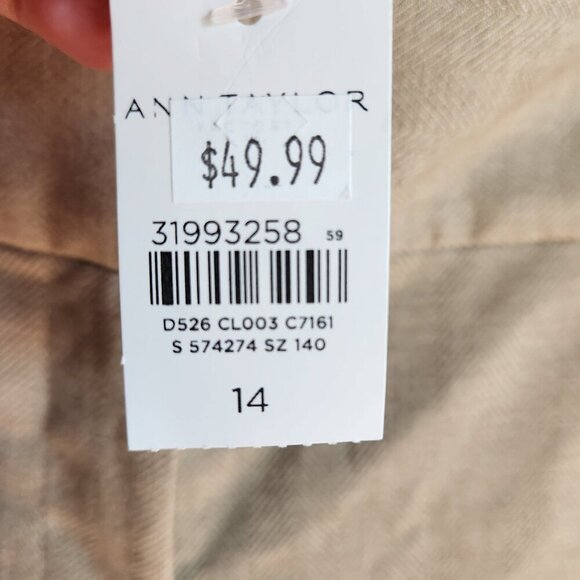 ANN TAYLOR
$49.99
31993258 59
D526 CL003 C7161
S 574274 SZ 140
14